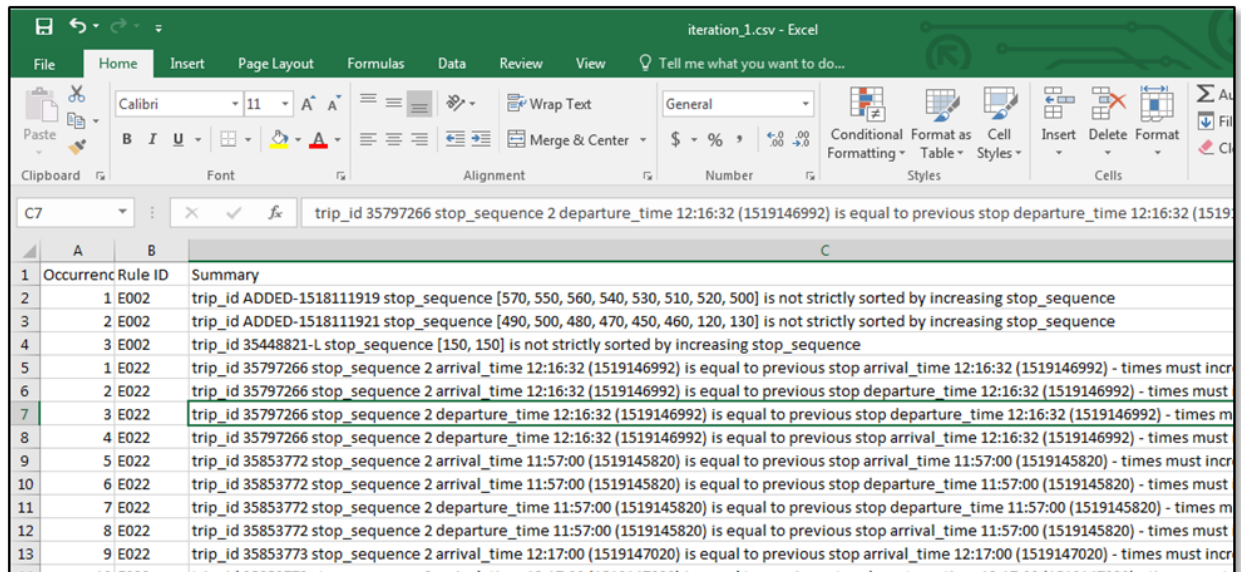 iteration_1.csv - Excel
File Home Insert Page Layout Formulas Data Review View Tell me what you want to do...
Paste
Calibri 11 A A Wrap Text General
B I U A Merge & Center $ % , .0 .00 .00 .0
Conditional Formatting Format as Table Cell Styles Insert Delete Format
Clipboard Font Alignment Number Styles Cells
C7 fx trip_id 35797266 stop_sequence 2 departure_time 12:16:32 (1519146992) is equal to previous stop departure_time 12:16:32 (1519
A B C
1 Occurrenc Rule ID Summary
2 1 E002 trip_id ADDED-1518111919 stop_sequence [570, 550, 560, 540, 530, 510, 520, 500] is not strictly sorted by increasing stop_sequence
3 2 E002 trip_id ADDED-1518111921 stop_sequence [490, 500, 480, 470, 450, 460, 120, 130] is not strictly sorted by increasing stop_sequence
4 3 E002 trip_id 35448821-L stop_sequence [150, 150] is not strictly sorted by increasing stop_sequence
5 1 E022 trip_id 35797266 stop_sequence 2 arrival_time 12:16:32 (1519146992) is equal to previous stop arrival_time 12:16:32 (1519146992) - times must incr
6 2 E022 trip_id 35797266 stop_sequence 2 arrival_time 12:16:32 (1519146992) is equal to previous stop departure_time 12:16:32 (1519146992) - times must
7 3 E022 trip_id 35797266 stop_sequence 2 departure_time 12:16:32 (1519146992) is equal to previous stop departure_time 12:16:32 (1519146992) - times m
8 4 E022 trip_id 35797266 stop_sequence 2 departure_time 12:16:32 (1519146992) is equal to previous stop arrival_time 12:16:32 (1519146992) - times must
9 5 E022 trip_id 35853772 stop_sequence 2 arrival_time 11:57:00 (1519145820) is equal to previous stop arrival_time 11:57:00 (1519145820) - times must incr
10 6 E022 trip_id 35853772 stop_sequence 2 arrival_time 11:57:00 (1519145820) is equal to previous stop departure_time 11:57:00 (1519145820) - times must
11 7 E022 trip_id 35853772 stop_sequence 2 departure_time 11:57:00 (1519145820) is equal to previous stop departure_time 11:57:00 (1519145820) - times m
12 8 E022 trip_id 35853772 stop_sequence 2 departure_time 11:57:00 (1519145820) is equal to previous stop arrival_time 11:57:00 (1519145820) - times must
13 9 E022 trip_id 35853773 stop_sequence 2 arrival_time 12:17:00 (1519147020) is equal to previous stop arrival_time 12:17:00 (1519147020) - times must incr